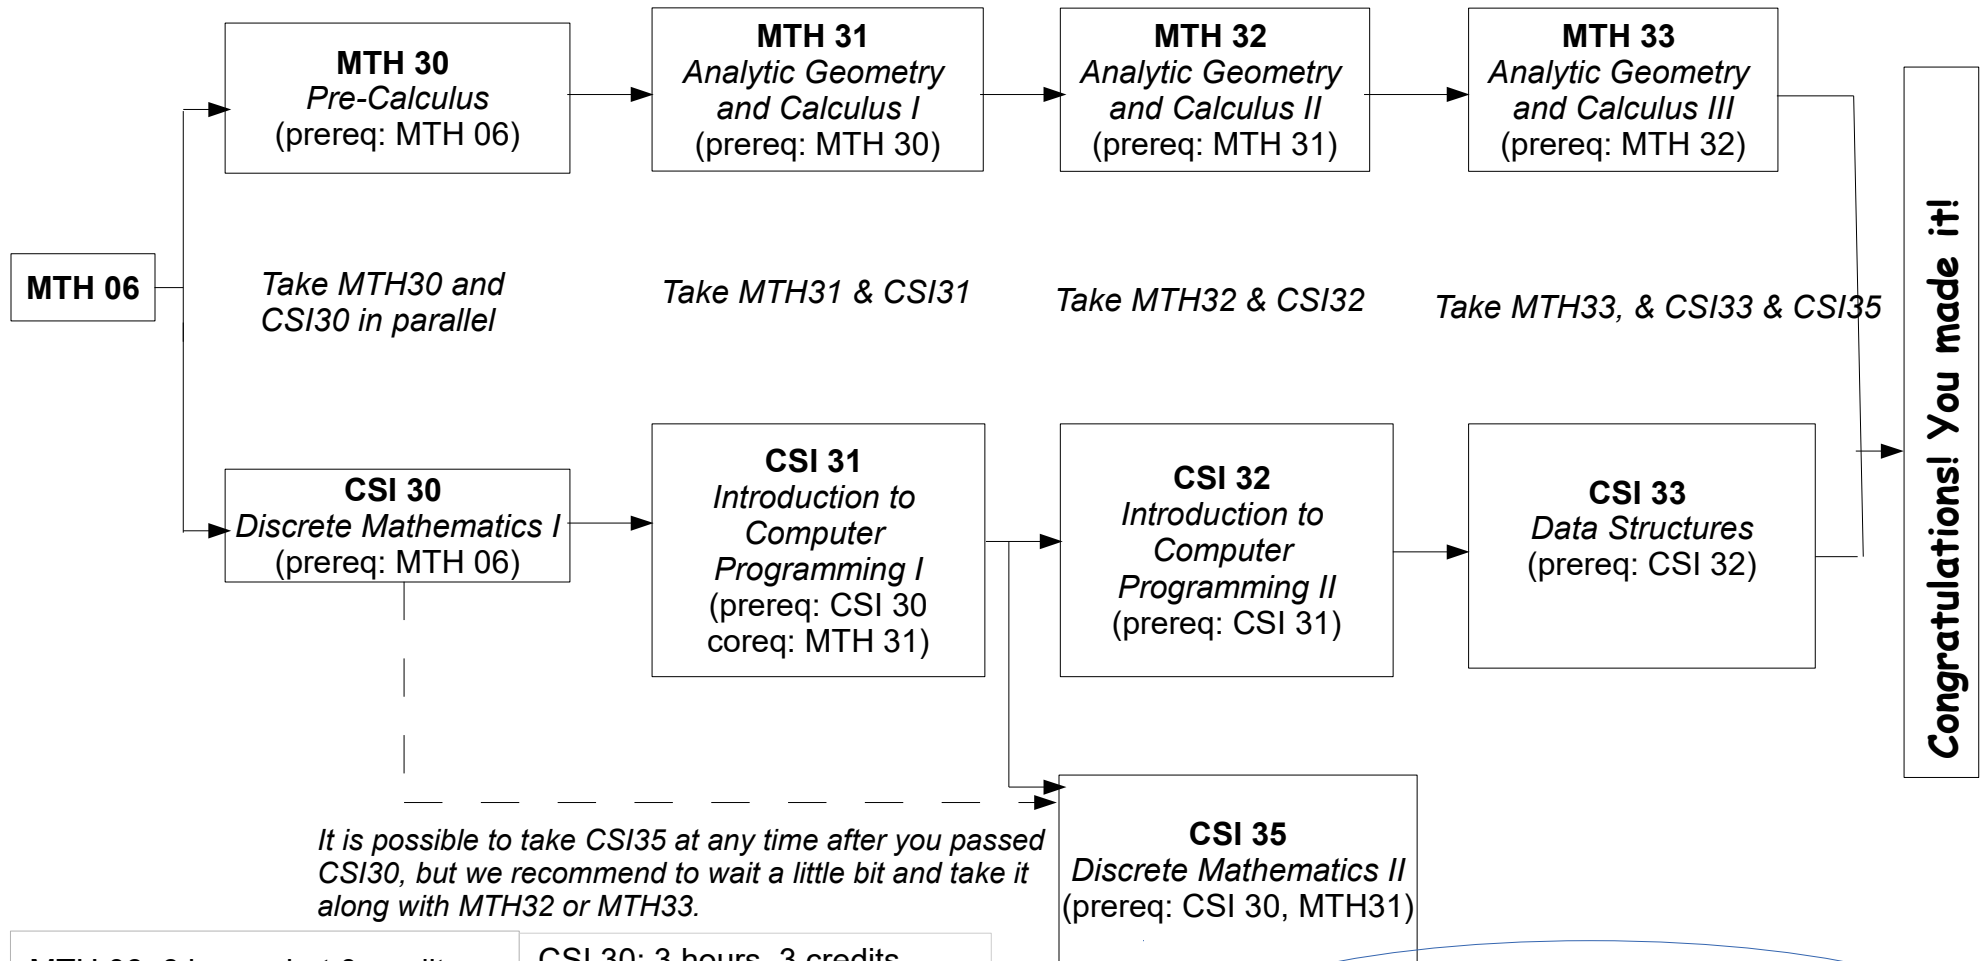 MTH 30
Pre-Calculus
(prereq: MTH 06)
MTH 31
Analytic Geometry
and Calculus I
(prereq: MTH 30)
MTH 32
Analytic Geometry
and Calculus II
(prereq: MTH 31)
MTH 33
Analytic Geometry
and Calculus III
(prereq: MTH 32)
MTH 06
Take MTH30 and
CSI30 in parallel
Take MTH31 & CSI31
Take MTH32 & CSI32
Take MTH33, & CSI33 & CSI35
Congratulations! You made it!
CSI 30
Discrete Mathematics I
(prereq: MTH 06)
CSI 31
Introduction to
Computer
Programming I
(prereq: CSI 30
coreq: MTH 31)
CSI 32
Introduction to
Computer
Programming II
(prereq: CSI 31)
CSI 33
Data Structures
(prereq: CSI 32)
It is possible to take CSI35 at any time after you passed
CSI30, but we recommend to wait a little bit and take it
along with MTH32 or MTH33.
CSI 35
Discrete Mathematics II
(prereq: CSI 30, MTH31)
CSI 30: 3 hours, 3 credits